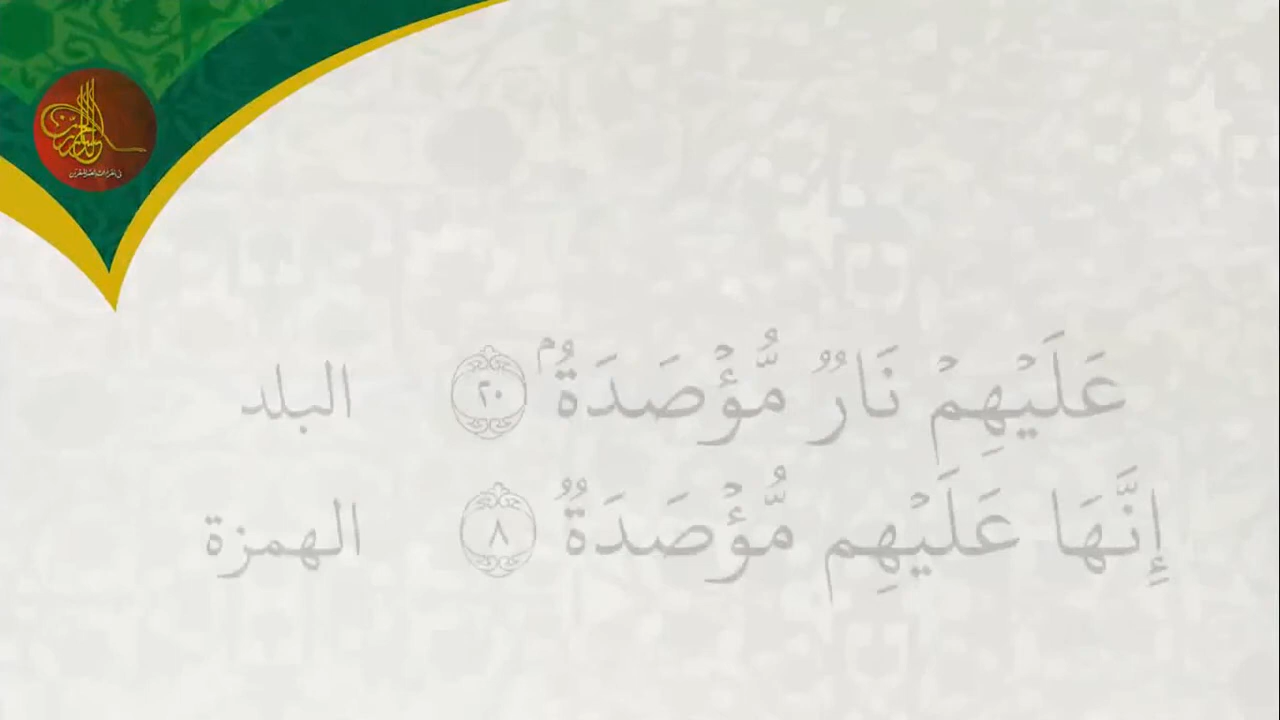 عَلَيْهِمْ نَارٌ مُّؤْصَدَةٌۢ ٢٠ البلد
إِنَّهَا عَلَيْهِم مُّؤْصَدَةٌ ٨ الهمزة